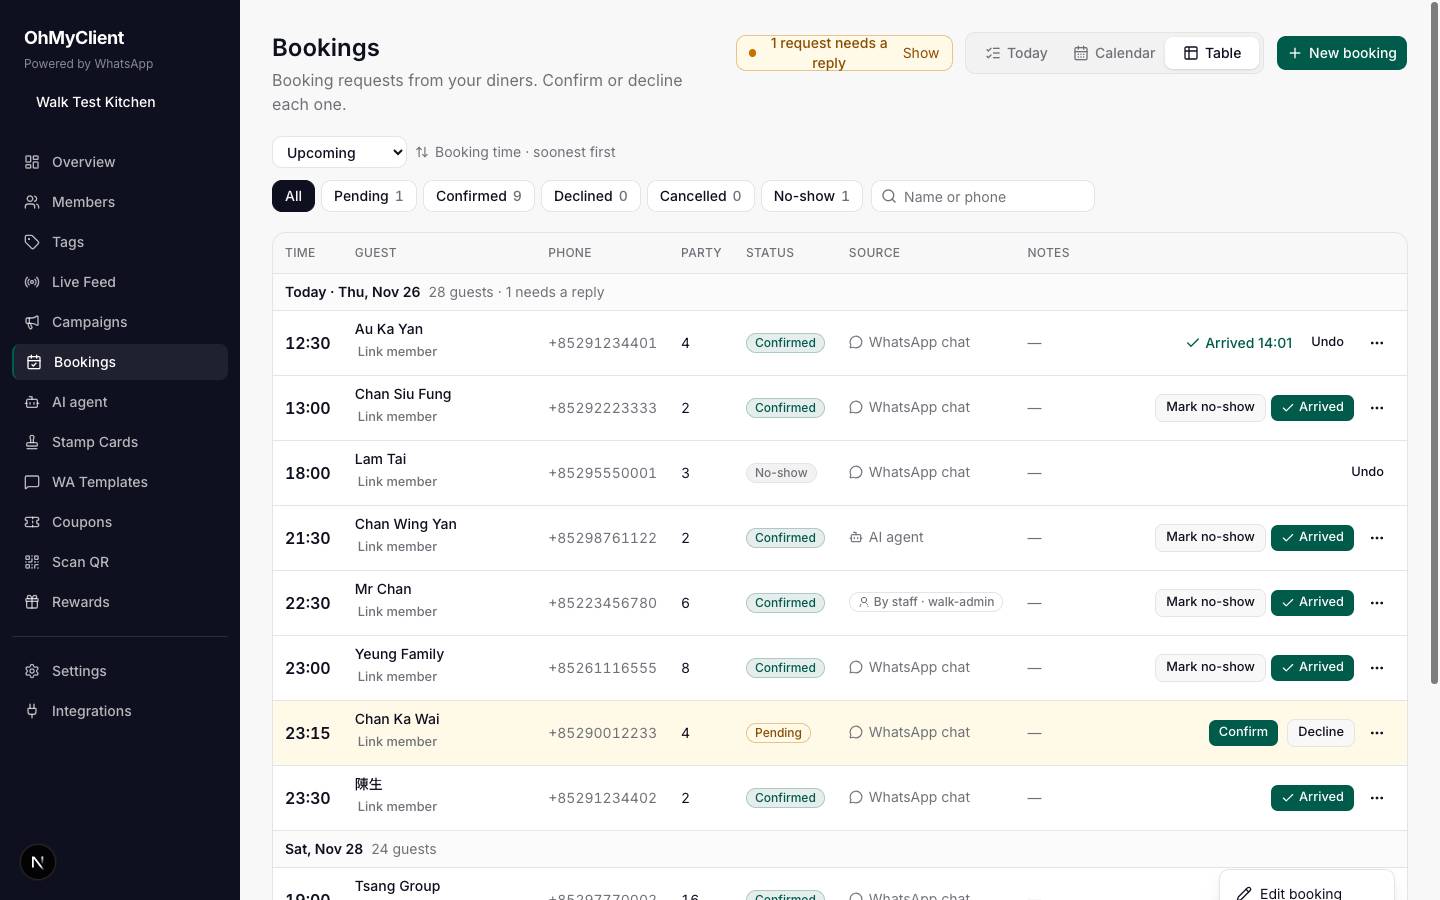 OhMyClient
Powered by WhatsApp
Walk Test Kitchen
Overview
Members
Tags
Live Feed
Campaigns
Bookings
AI agent
Stamp Cards
WA Templates
Coupons
Scan QR
Rewards
Settings
Integrations
N
Bookings
Booking requests from your diners. Confirm or decline
each one.
1 request needs a
reply
Show
Today
Calendar
Table
New booking
Upcoming
Booking time · soonest first
All
Pending 1
Confirmed 9
Declined 0
Cancelled 0
No-show 1
Name or phone
TIME GUEST PHONE PARTY STATUS SOURCE NOTES
Today · Thu, Nov 26 28 guests · 1 needs a reply
12:30 Au Ka Yan +85291234401 4 Confirmed WhatsApp chat — Arrived 14:01 Undo
Link member
13:00 Chan Siu Fung +85292223333 2 Confirmed WhatsApp chat — Mark no-show Arrived
Link member
18:00 Lam Tai +85295550001 3 No-show WhatsApp chat — Undo
Link member
21:30 Chan Wing Yan +85298761122 2 Confirmed AI agent — Mark no-show Arrived
Link member
22:30 Mr Chan +85223456780 6 Confirmed By staff · walk-admin — Mark no-show Arrived
Link member
23:00 Yeung Family +85261116555 8 Confirmed WhatsApp chat — Mark no-show Arrived
Link member
23:15 Chan Ka Wai +85290012233 4 Pending WhatsApp chat — Confirm Decline
Link member
23:30 陳生 +85291234402 2 Confirmed WhatsApp chat — Arrived
Link member
Sat, Nov 28 24 guests
19:00 Tsang Group +85297770002 16 Confirmed WhatsApp chat
Edit booking